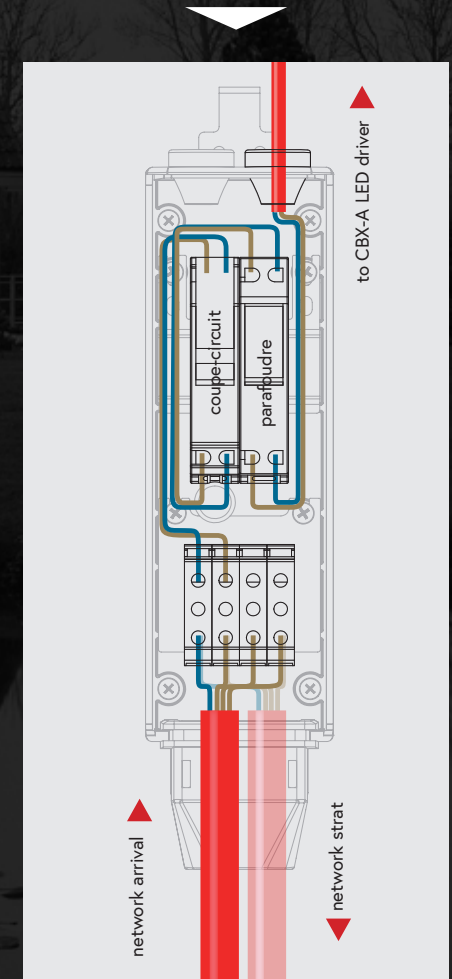 to CBX-A LED driver
coupe-circuit
parafoudre
network arrival
network strat